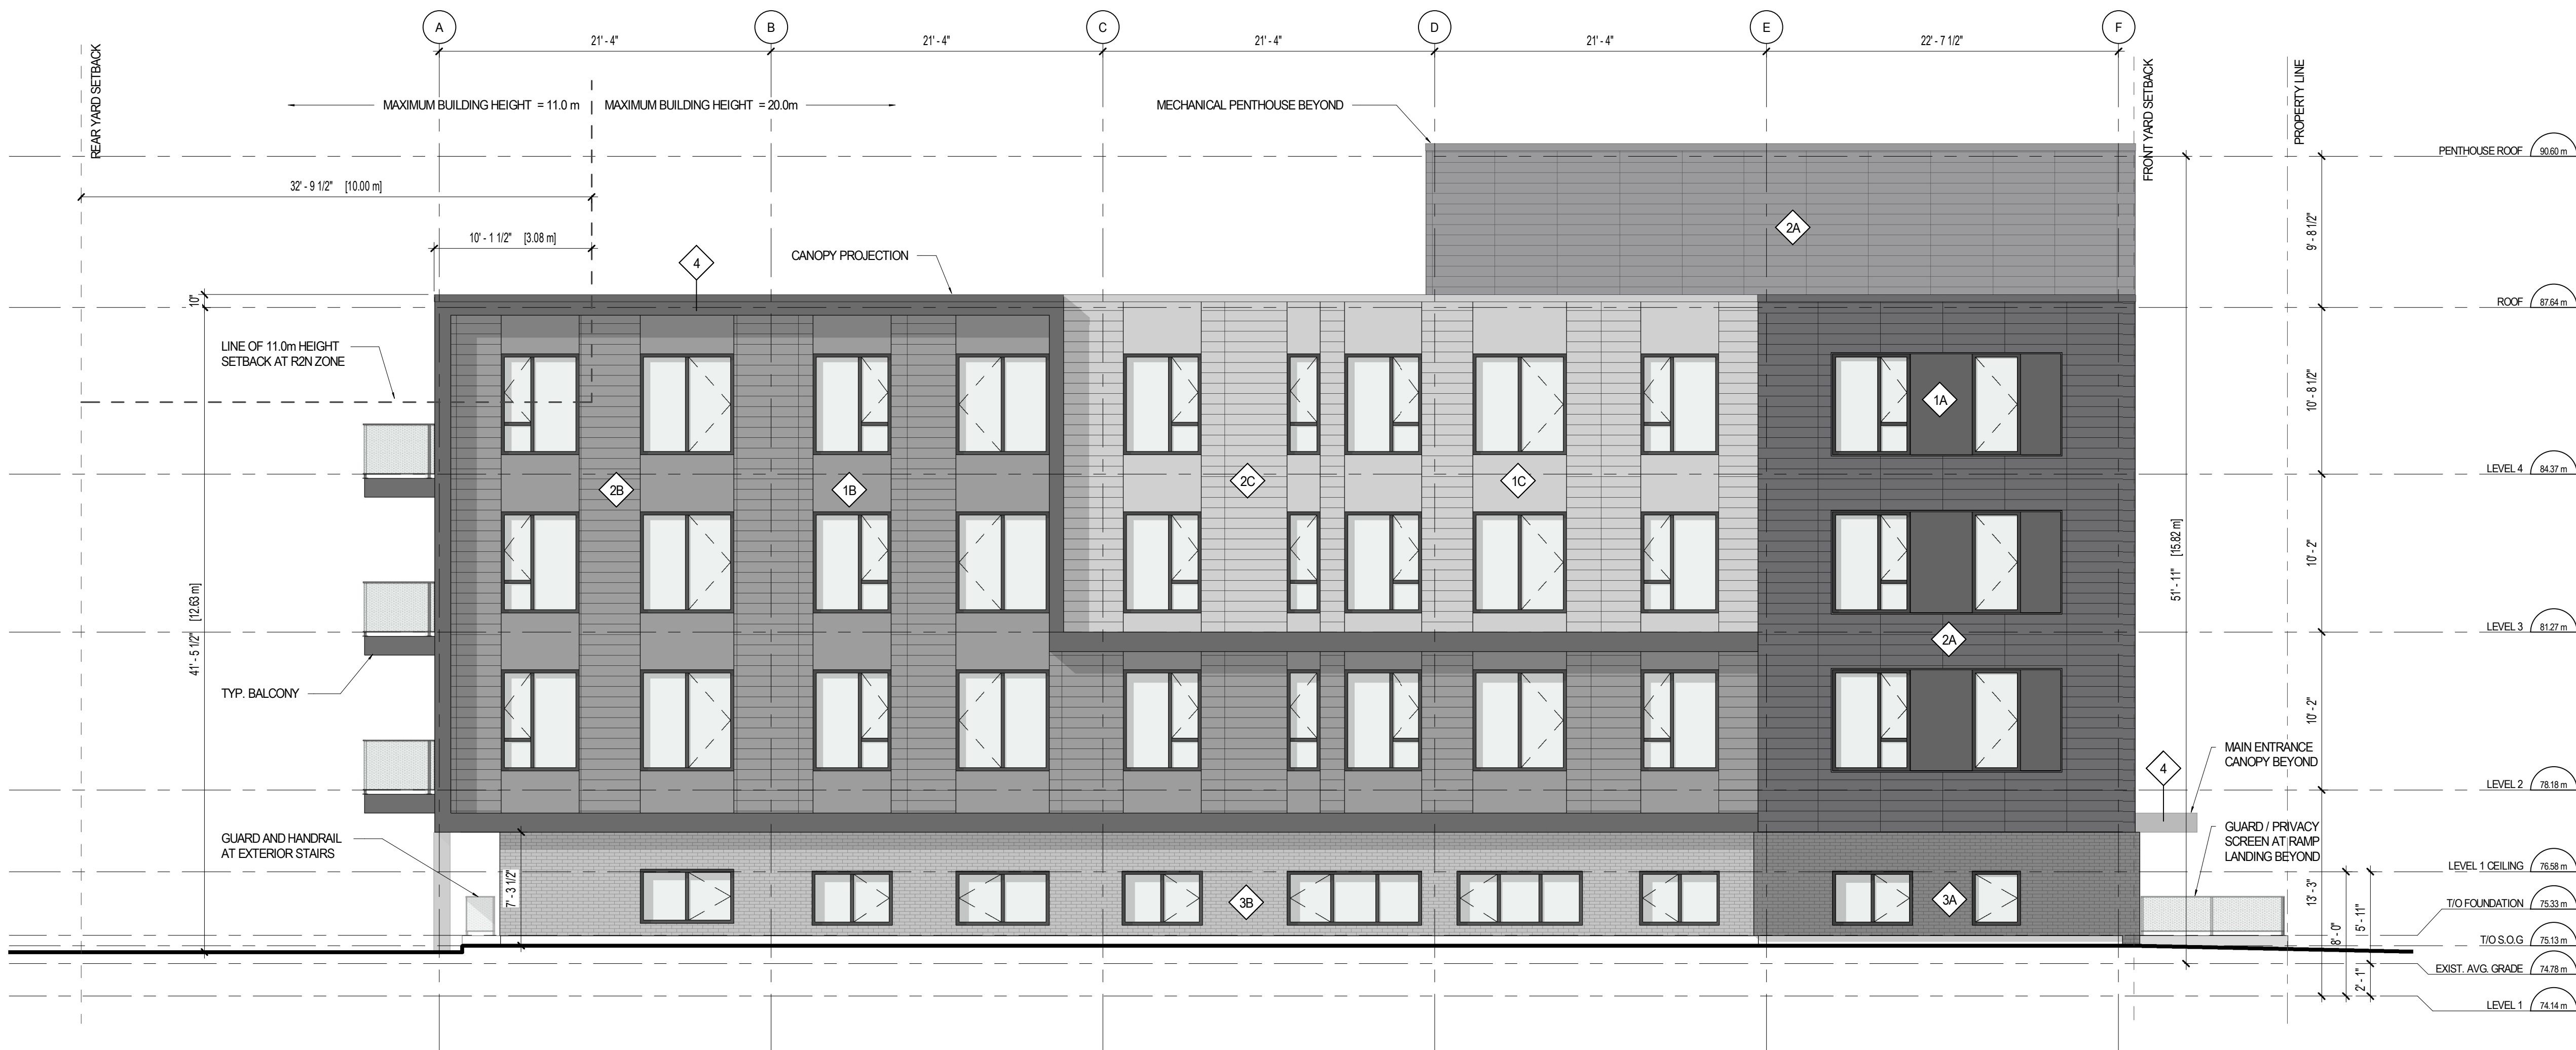 A
B
C
D
E
F
21' - 4"
21' - 4"
21' - 4"
21' - 4"
22' - 7 1/2"
REAR YARD SETBACK
FRONT YARD SETBACK
PROPERTY LINE
MAXIMUM BUILDING HEIGHT = 11.0 m
MAXIMUM BUILDING HEIGHT = 20.0m
MECHANICAL PENTHOUSE BEYOND
PENTHOUSE ROOF 90.60 m
32' - 9 1/2" [10.00 m]
10' - 1 1/2" [3.08 m]
4
CANOPY PROJECTION
2A
9' - 8 1/2"
10"
ROOF 87.64 m
LINE OF 11.0m HEIGHT
SETBACK AT R2N ZONE
1A
10' - 8 1/2"
2B
1B
2C
1C
LEVEL 4 84.37 m
41' - 5 1/2" [12.63 m]
51' - 11" [15.82 m]
10' - 2"
2A
LEVEL 3 81.27 m
TYP. BALCONY
10' - 2"
MAIN ENTRANCE
CANOPY BEYOND
4
LEVEL 2 78.18 m
GUARD AND HANDRAIL
AT EXTERIOR STAIRS
GUARD / PRIVACY
SCREEN AT RAMP
LANDING BEYOND
LEVEL 1 CEILING 76.58 m
7' - 3 1/2"
3B
3A
13' - 3"
8' - 0"
5' - 11"
2' - 1"
T/O FOUNDATION 75.33 m
T/O S.O.G 75.13 m
EXIST. AVG. GRADE 74.78 m
LEVEL 1 74.14 m